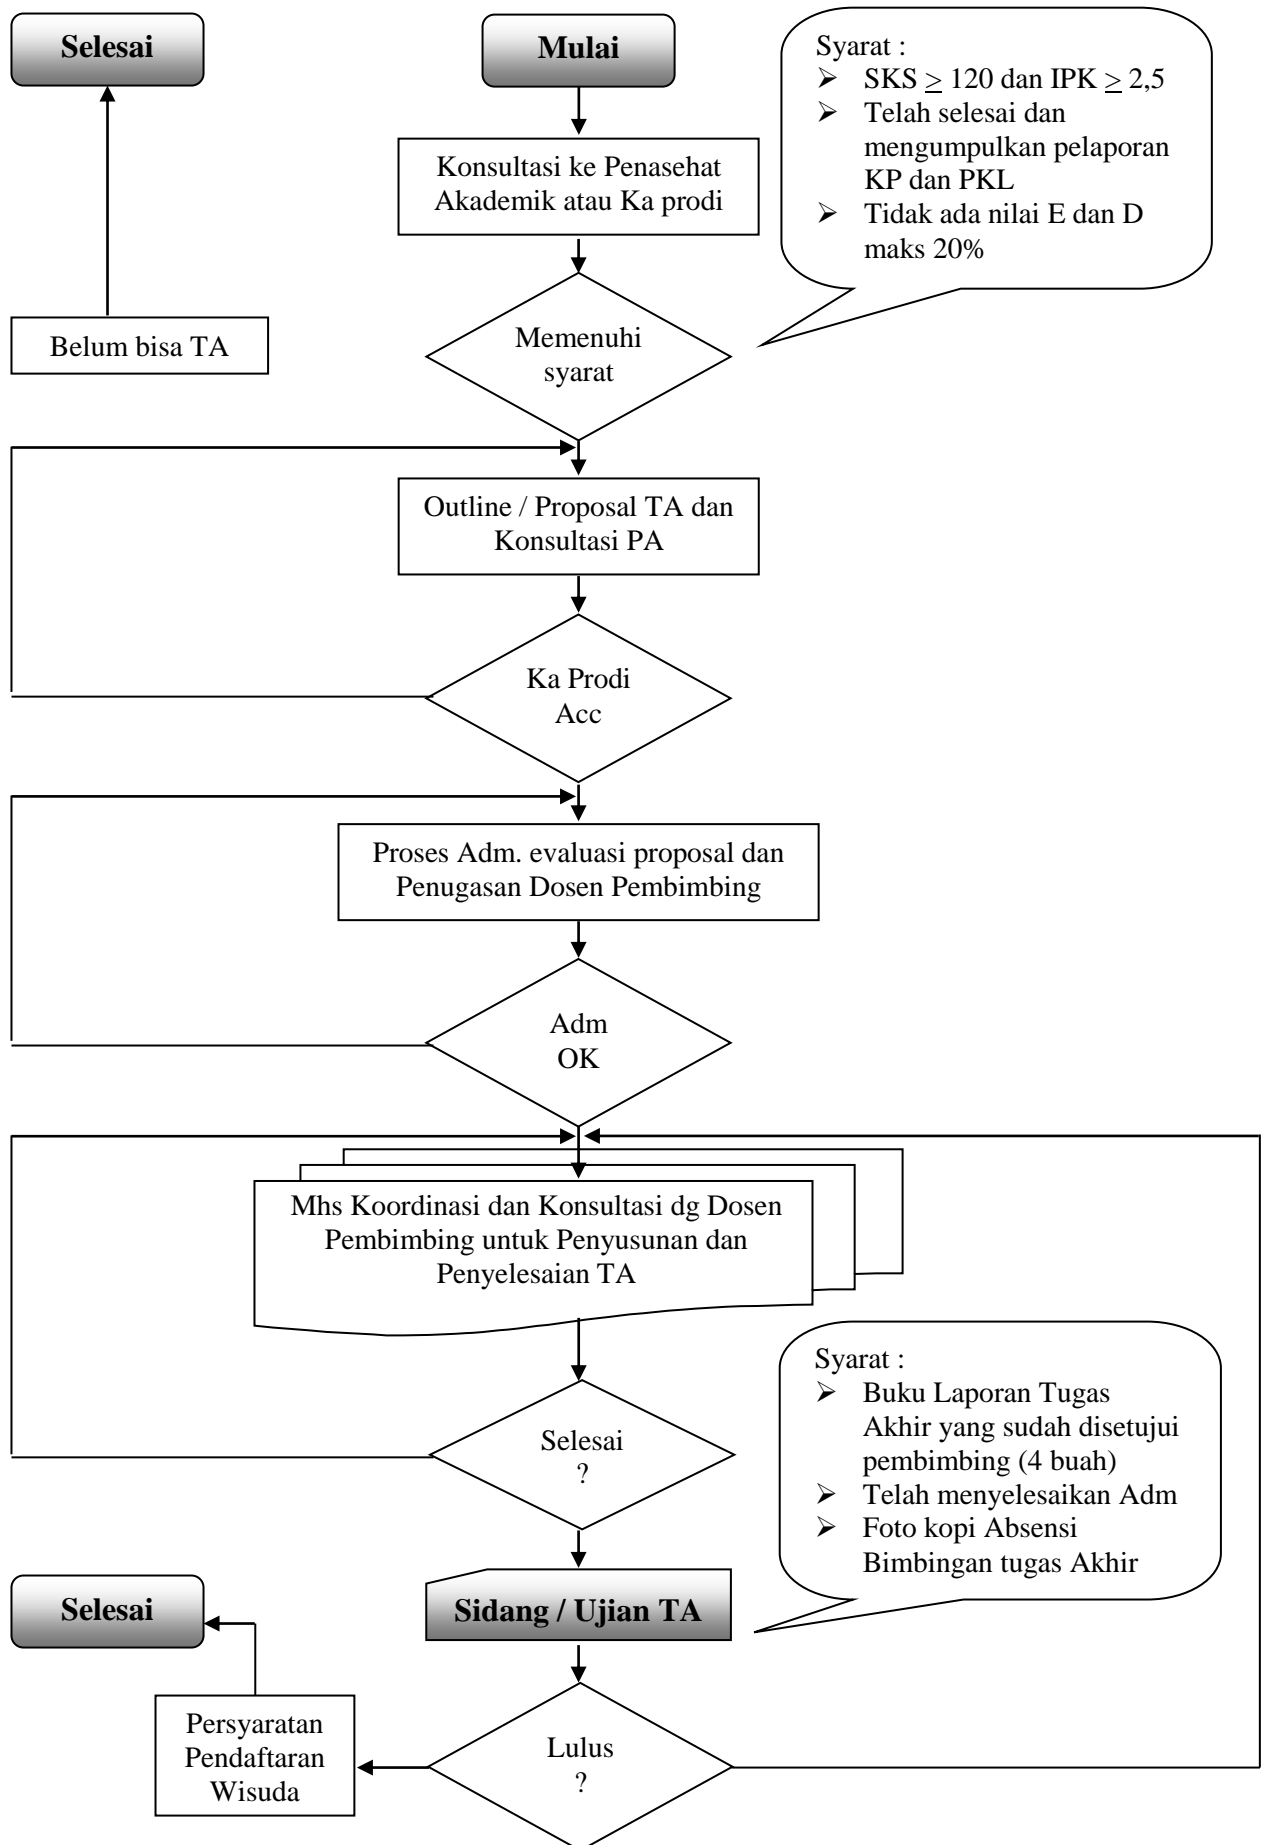 Selesai
Mulai
Syarat :
➢ SKS ≥ 120 dan IPK ≥ 2,5
➢ Telah selesai dan
mengumpulkan pelaporan
KP dan PKL
➢ Tidak ada nilai E dan D
maks 20%
Konsultasi ke Penasehat
Akademik atau Ka prodi
Belum bisa TA
Memenuhi
syarat
Outline / Proposal TA dan
Konsultasi PA
Ka Prodi
Acc
Proses Adm. evaluasi proposal dan
Penugasan Dosen Pembimbing
Adm
OK
Mhs Koordinasi dan Konsultasi dg Dosen
Pembimbing untuk Penyusunan dan
Penyelesaian TA
Selesai
?
Syarat :
➢ Buku Laporan Tugas
Akhir yang sudah disetujui
pembimbing (4 buah)
➢ Telah menyelesaikan Adm
➢ Foto kopi Absensi
Bimbingan tugas Akhir
Selesai
Sidang / Ujian TA
Persyaratan
Pendaftaran
Wisuda
Lulus
?